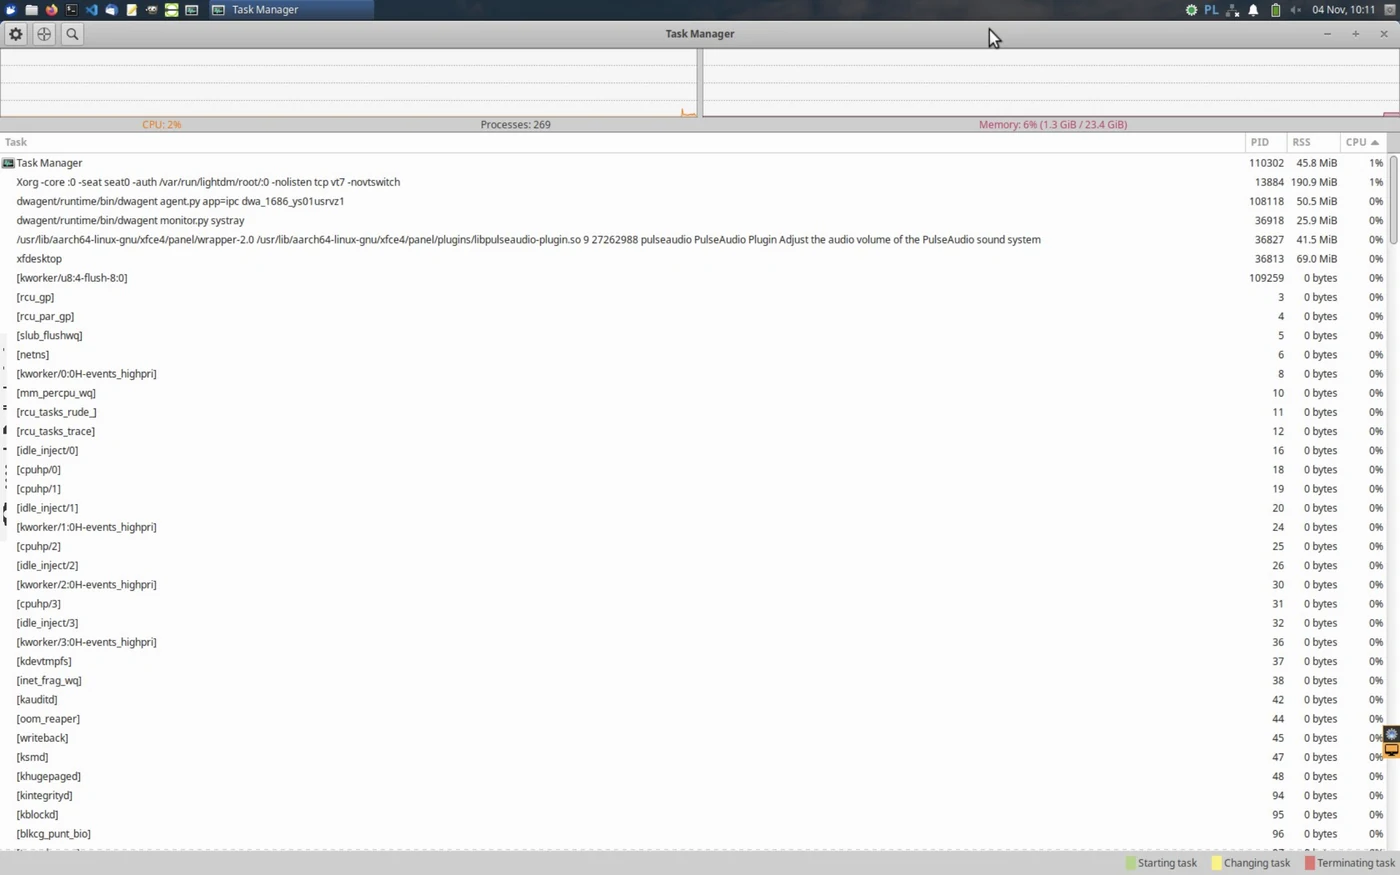 Task Manager
PL
04 Nov, 10:11
Task Manager
CPU: 2%
Processes: 269
Memory: 6% (1.3 GiB / 23.4 GiB)
Task PID RSS CPU
Task Manager 110302 45.8 MiB 1%
Xorg -core :0 -seat seat0 -auth /var/run/lightdm/root/:0 -nolisten tcp vt7 -novtswitch 13884 190.9 MiB 1%
dwagent/runtime/bin/dwagent agent.py app=ipc dwa_1686_ys01usrvz1 108118 50.5 MiB 0%
dwagent/runtime/bin/dwagent monitor.py systray 36918 25.9 MiB 0%
/usr/lib/aarch64-linux-gnu/xfce4/panel/wrapper-2.0 /usr/lib/aarch64-linux-gnu/xfce4/panel/plugins/libpulseaudio-plugin.so 9 27262988 pulseaudio PulseAudio Plugin Adjust the audio volume of the PulseAudio sound system 36827 41.5 MiB 0%
xfdesktop 36813 69.0 MiB 0%
[kworker/u8:4-flush-8:0] 109259 0 bytes 0%
[rcu_gp] 3 0 bytes 0%
[rcu_par_gp] 4 0 bytes 0%
[slub_flushwq] 5 0 bytes 0%
[netns] 6 0 bytes 0%
[kworker/0:0H-events_highpri] 8 0 bytes 0%
[mm_percpu_wq] 10 0 bytes 0%
[rcu_tasks_rude_] 11 0 bytes 0%
[rcu_tasks_trace] 12 0 bytes 0%
[idle_inject/0] 16 0 bytes 0%
[cpuhp/0] 18 0 bytes 0%
[cpuhp/1] 19 0 bytes 0%
[idle_inject/1] 20 0 bytes 0%
[kworker/1:0H-events_highpri] 24 0 bytes 0%
[cpuhp/2] 25 0 bytes 0%
[idle_inject/2] 26 0 bytes 0%
[kworker/2:0H-events_highpri] 30 0 bytes 0%
[cpuhp/3] 31 0 bytes 0%
[idle_inject/3] 32 0 bytes 0%
[kworker/3:0H-events_highpri] 36 0 bytes 0%
[kdevtmpfs] 37 0 bytes 0%
[inet_frag_wq] 38 0 bytes 0%
[kauditd] 42 0 bytes 0%
[oom_reaper] 44 0 bytes 0%
[writeback] 45 0 bytes 0%
[ksmd] 47 0 bytes 0%
[khugepaged] 48 0 bytes 0%
[kintegrityd] 94 0 bytes 0%
[kblockd] 95 0 bytes 0%
[blkcg_punt_bio] 96 0 bytes 0%
Starting task
Changing task
Terminating task